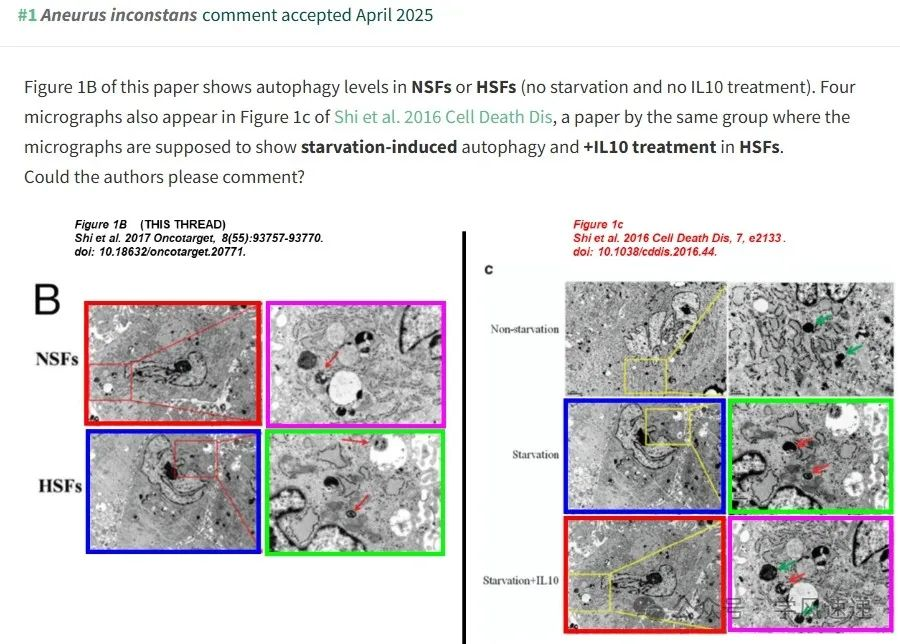 #1 Aneurus inconstans comment accepted April 2025
Figure 1B of this paper shows autophagy levels in NSFs or HSFs (no starvation and no IL10 treatment). Four
micrographs also appear in Figure 1c of Shi et al. 2016 Cell Death Dis, a paper by the same group where the
micrographs are supposed to show starvation-induced autophagy and +IL10 treatment in HSFs.
Could the authors please comment?
Figure 1B (THIS THREAD)
Shi et al. 2017 Oncotarget, 8(55):93757-93770.
doi: 10.18632/oncotarget.20771.
B
NSFs
HSFs
Figure 1c
Shi et al. 2016 Cell Death Dis, 7, e2133.
doi: 10.1038/cddis.2016.44.
c
Non-starvation
Starvation
Starvation+IL10